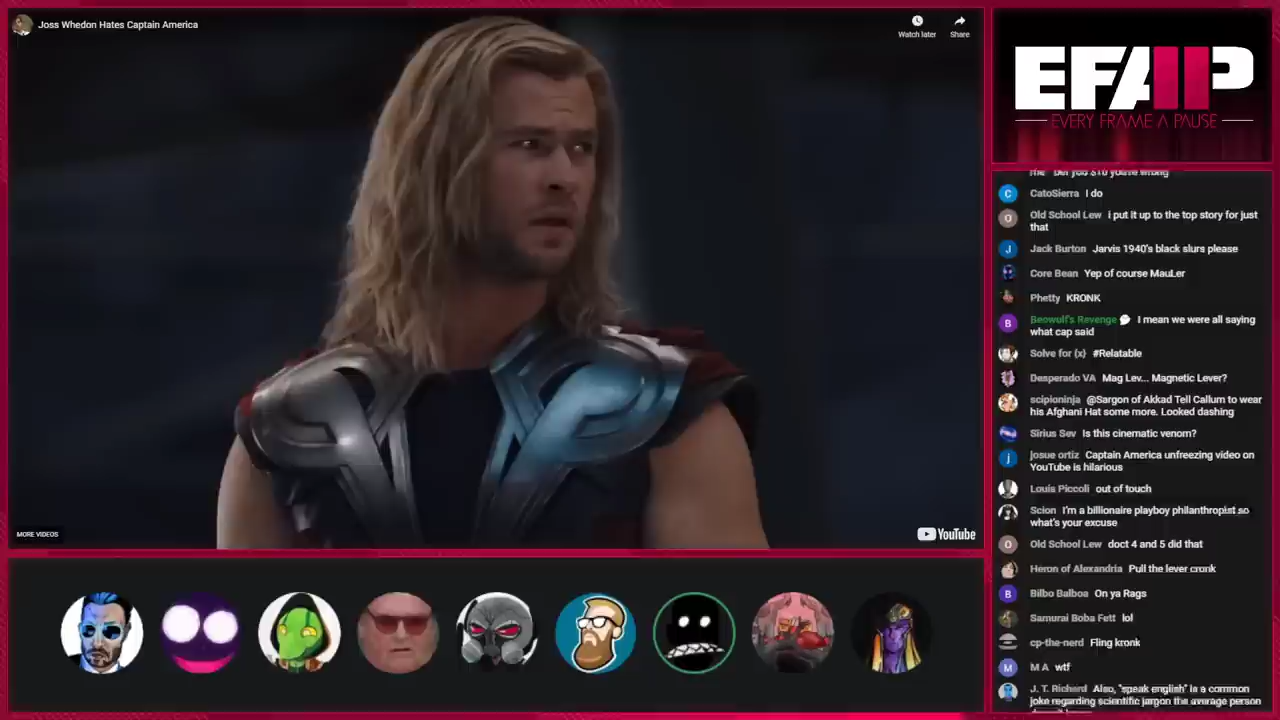 Joss Whedon Hates Captain America
Watch later
Share
MORE VIDEOS
YouTube
EFAP
EVERY FRAME A PAUSE
CatoSierra I do
Old School Lew i put it up to the top story for just
that
Jack Burton Jarvis 1940's black slurs please
Core Bean Yep of course MauLer
Phetty KRONK
Beowulf's Revenge I mean we were all saying
what cap said
Solve for {x} #Relatable
Desperado VA Mag Lev... Magnetic Lever?
scipioninja @Sargon of Akkad Tell Callum to wear
his Afghani Hat some more. Looked dashing
Sirius Sev Is this cinematic venom?
josue ortiz Captain America unfreezing video on
YouTube is hilarious
Louis Piccoli out of touch
Scion I'm a billionaire playboy philanthropist so
what's your excuse
Old School Lew doct 4 and 5 did that
Heron of Alexandria Pull the lever cronk
Bilbo Balboa On ya Rags
Samurai Boba Fett lol
cp-the-nerd Fling kronk
M A wtf
J. T. Richard Also, "speak english" is a common
joke regarding scientific jargon the average person